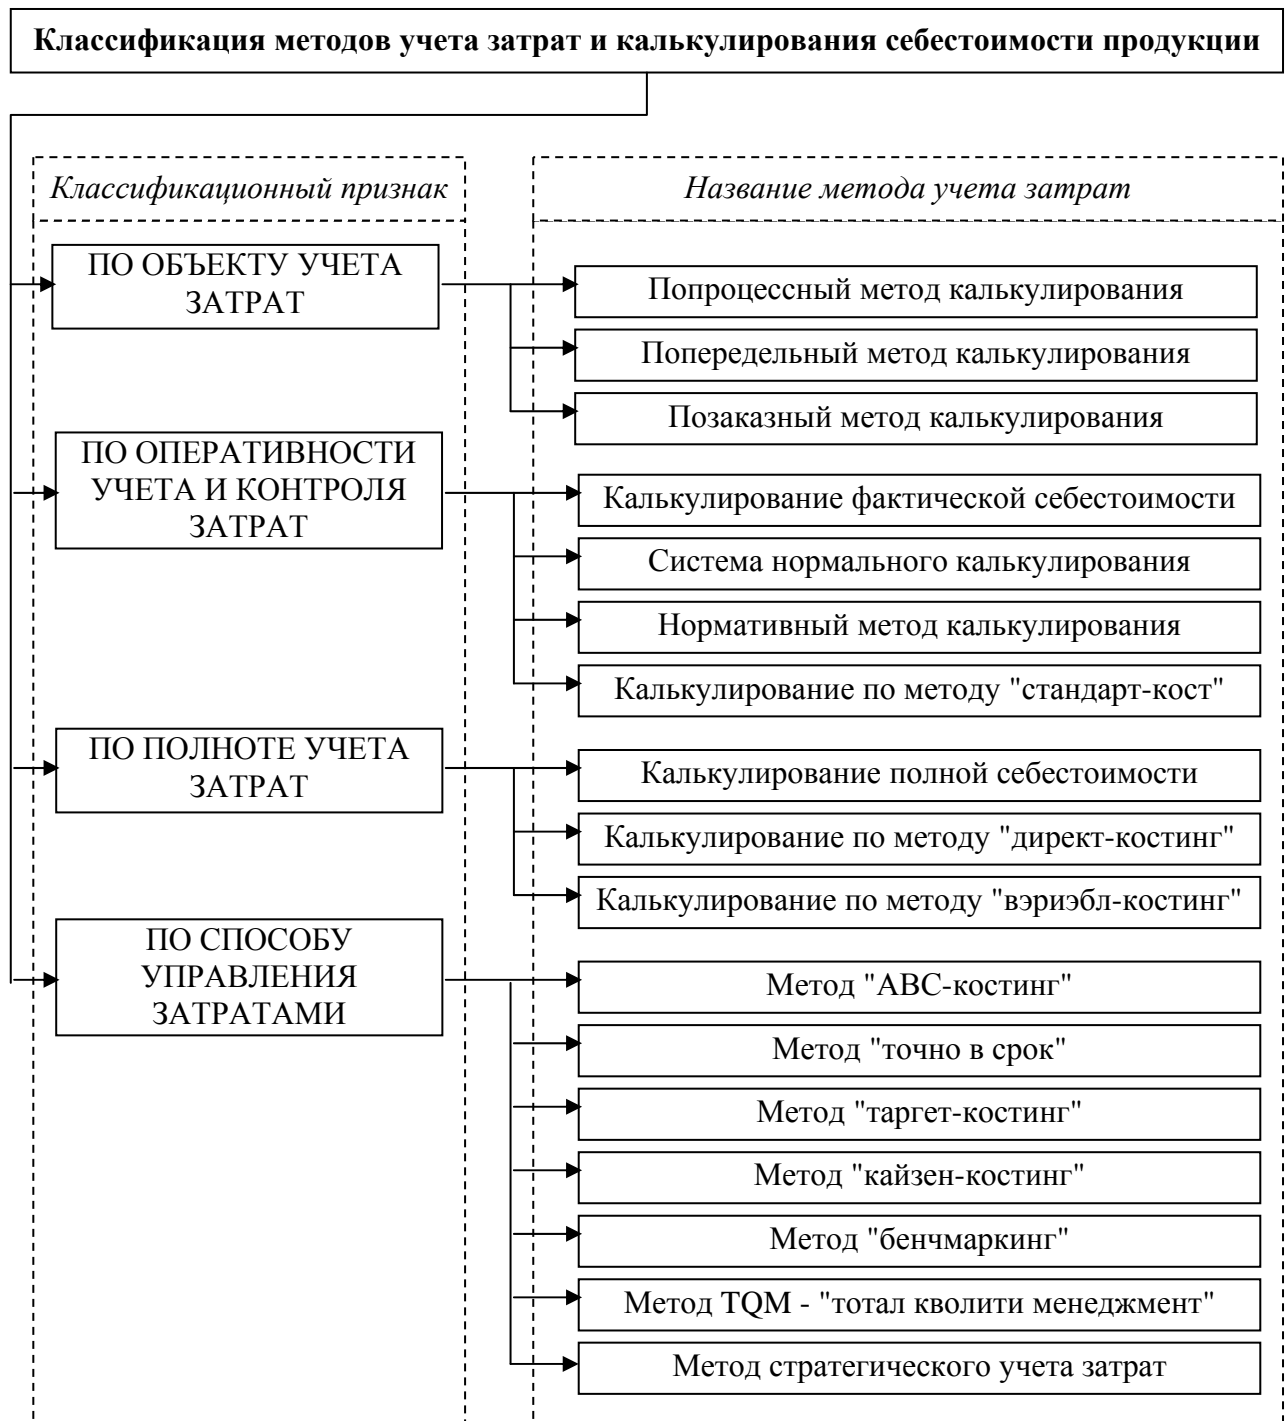 Классификация методов учета затрат и калькулирования себестоимости продукции
Классификационный признак
Название метода учета затрат
ПО ОБЪЕКТУ УЧЕТА
ЗАТРАТ
Попроцессный метод калькулирования
Попередельный метод калькулирования
Позаказный метод калькулирования
ПО ОПЕРАТИВНОСТИ
УЧЕТА И КОНТРОЛЯ
ЗАТРАТ
Калькулирование фактической себестоимости
Система нормального калькулирования
Нормативный метод калькулирования
Калькулирование по методу "стандарт-кост"
ПО ПОЛНОТЕ УЧЕТА
ЗАТРАТ
Калькулирование полной себестоимости
Калькулирование по методу "директ-костинг"
Калькулирование по методу "вэриэбл-костинг"
ПО СПОСОБУ
УПРАВЛЕНИЯ
ЗАТРАТАМИ
Метод "АВС-костинг"
Метод "точно в срок"
Метод "таргет-костинг"
Метод "кайзен-костинг"
Метод "бенчмаркинг"
Метод TQM - "тотал кволити менеджмент"
Метод стратегического учета затрат